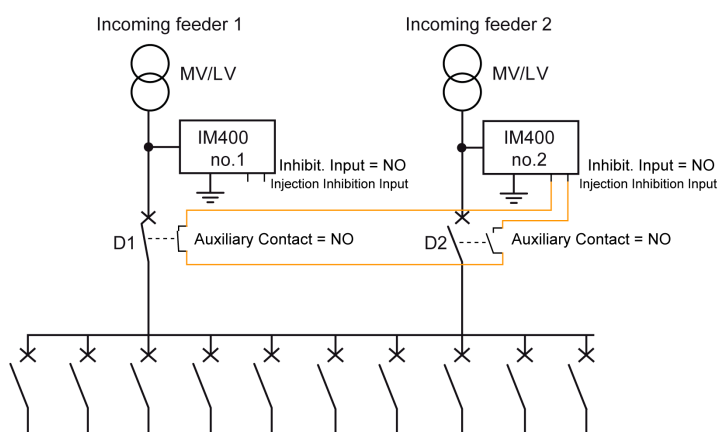 Incoming feeder 1
Incoming feeder 2
MV/LV
MV/LV
IM400
no.1
Inhibit. Input = NO
Injection Inhibition Input
IM400
no.2
Inhibit. Input = NO
Injection Inhibition Input
D1
Auxiliary Contact = NO
D2
Auxiliary Contact = NO